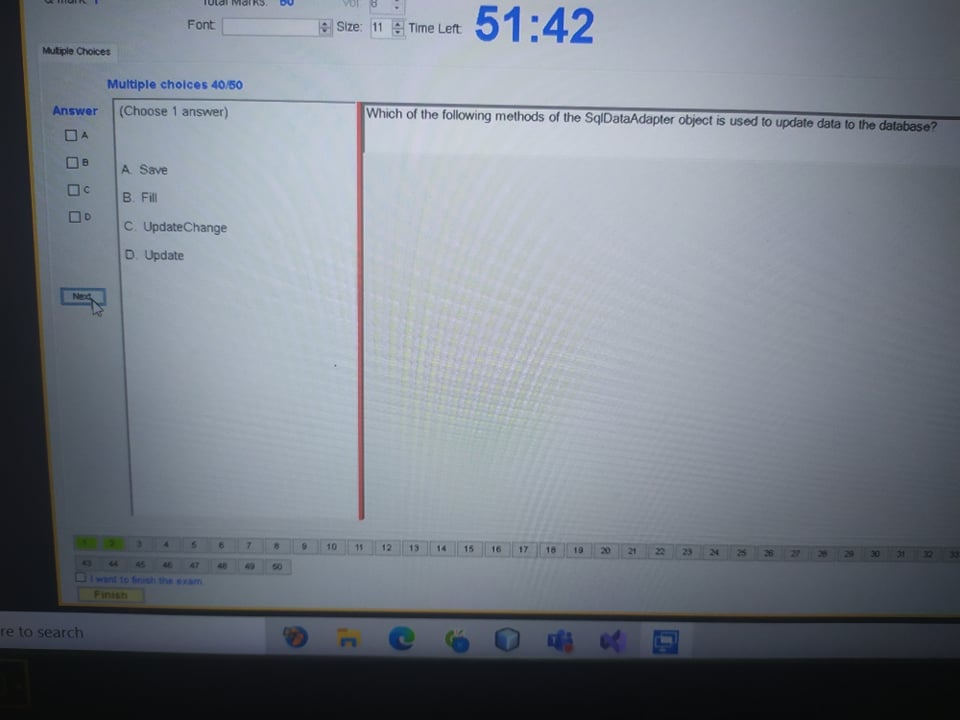 Total Marks: 50 Vol: 8
Font: Size: 11 Time Left: 51:42
Multiple Choices
Multiple choices 40/50
Answer
(Choose 1 answer)
Which of the following methods of the SqlDataAdapter object is used to update data to the database?
A
B
C
D
A. Save
B. Fill
C. UpdateChange
D. Update
Next
1 2 3 4 5 6 7 8 9 10 11 12 13 14 15 16 17 18 19 20 21 22 23 24 25 26 27 28 29 30 31 32 33
43 44 45 46 47 48 49 50
I want to finish the exam.
Finish
re to search